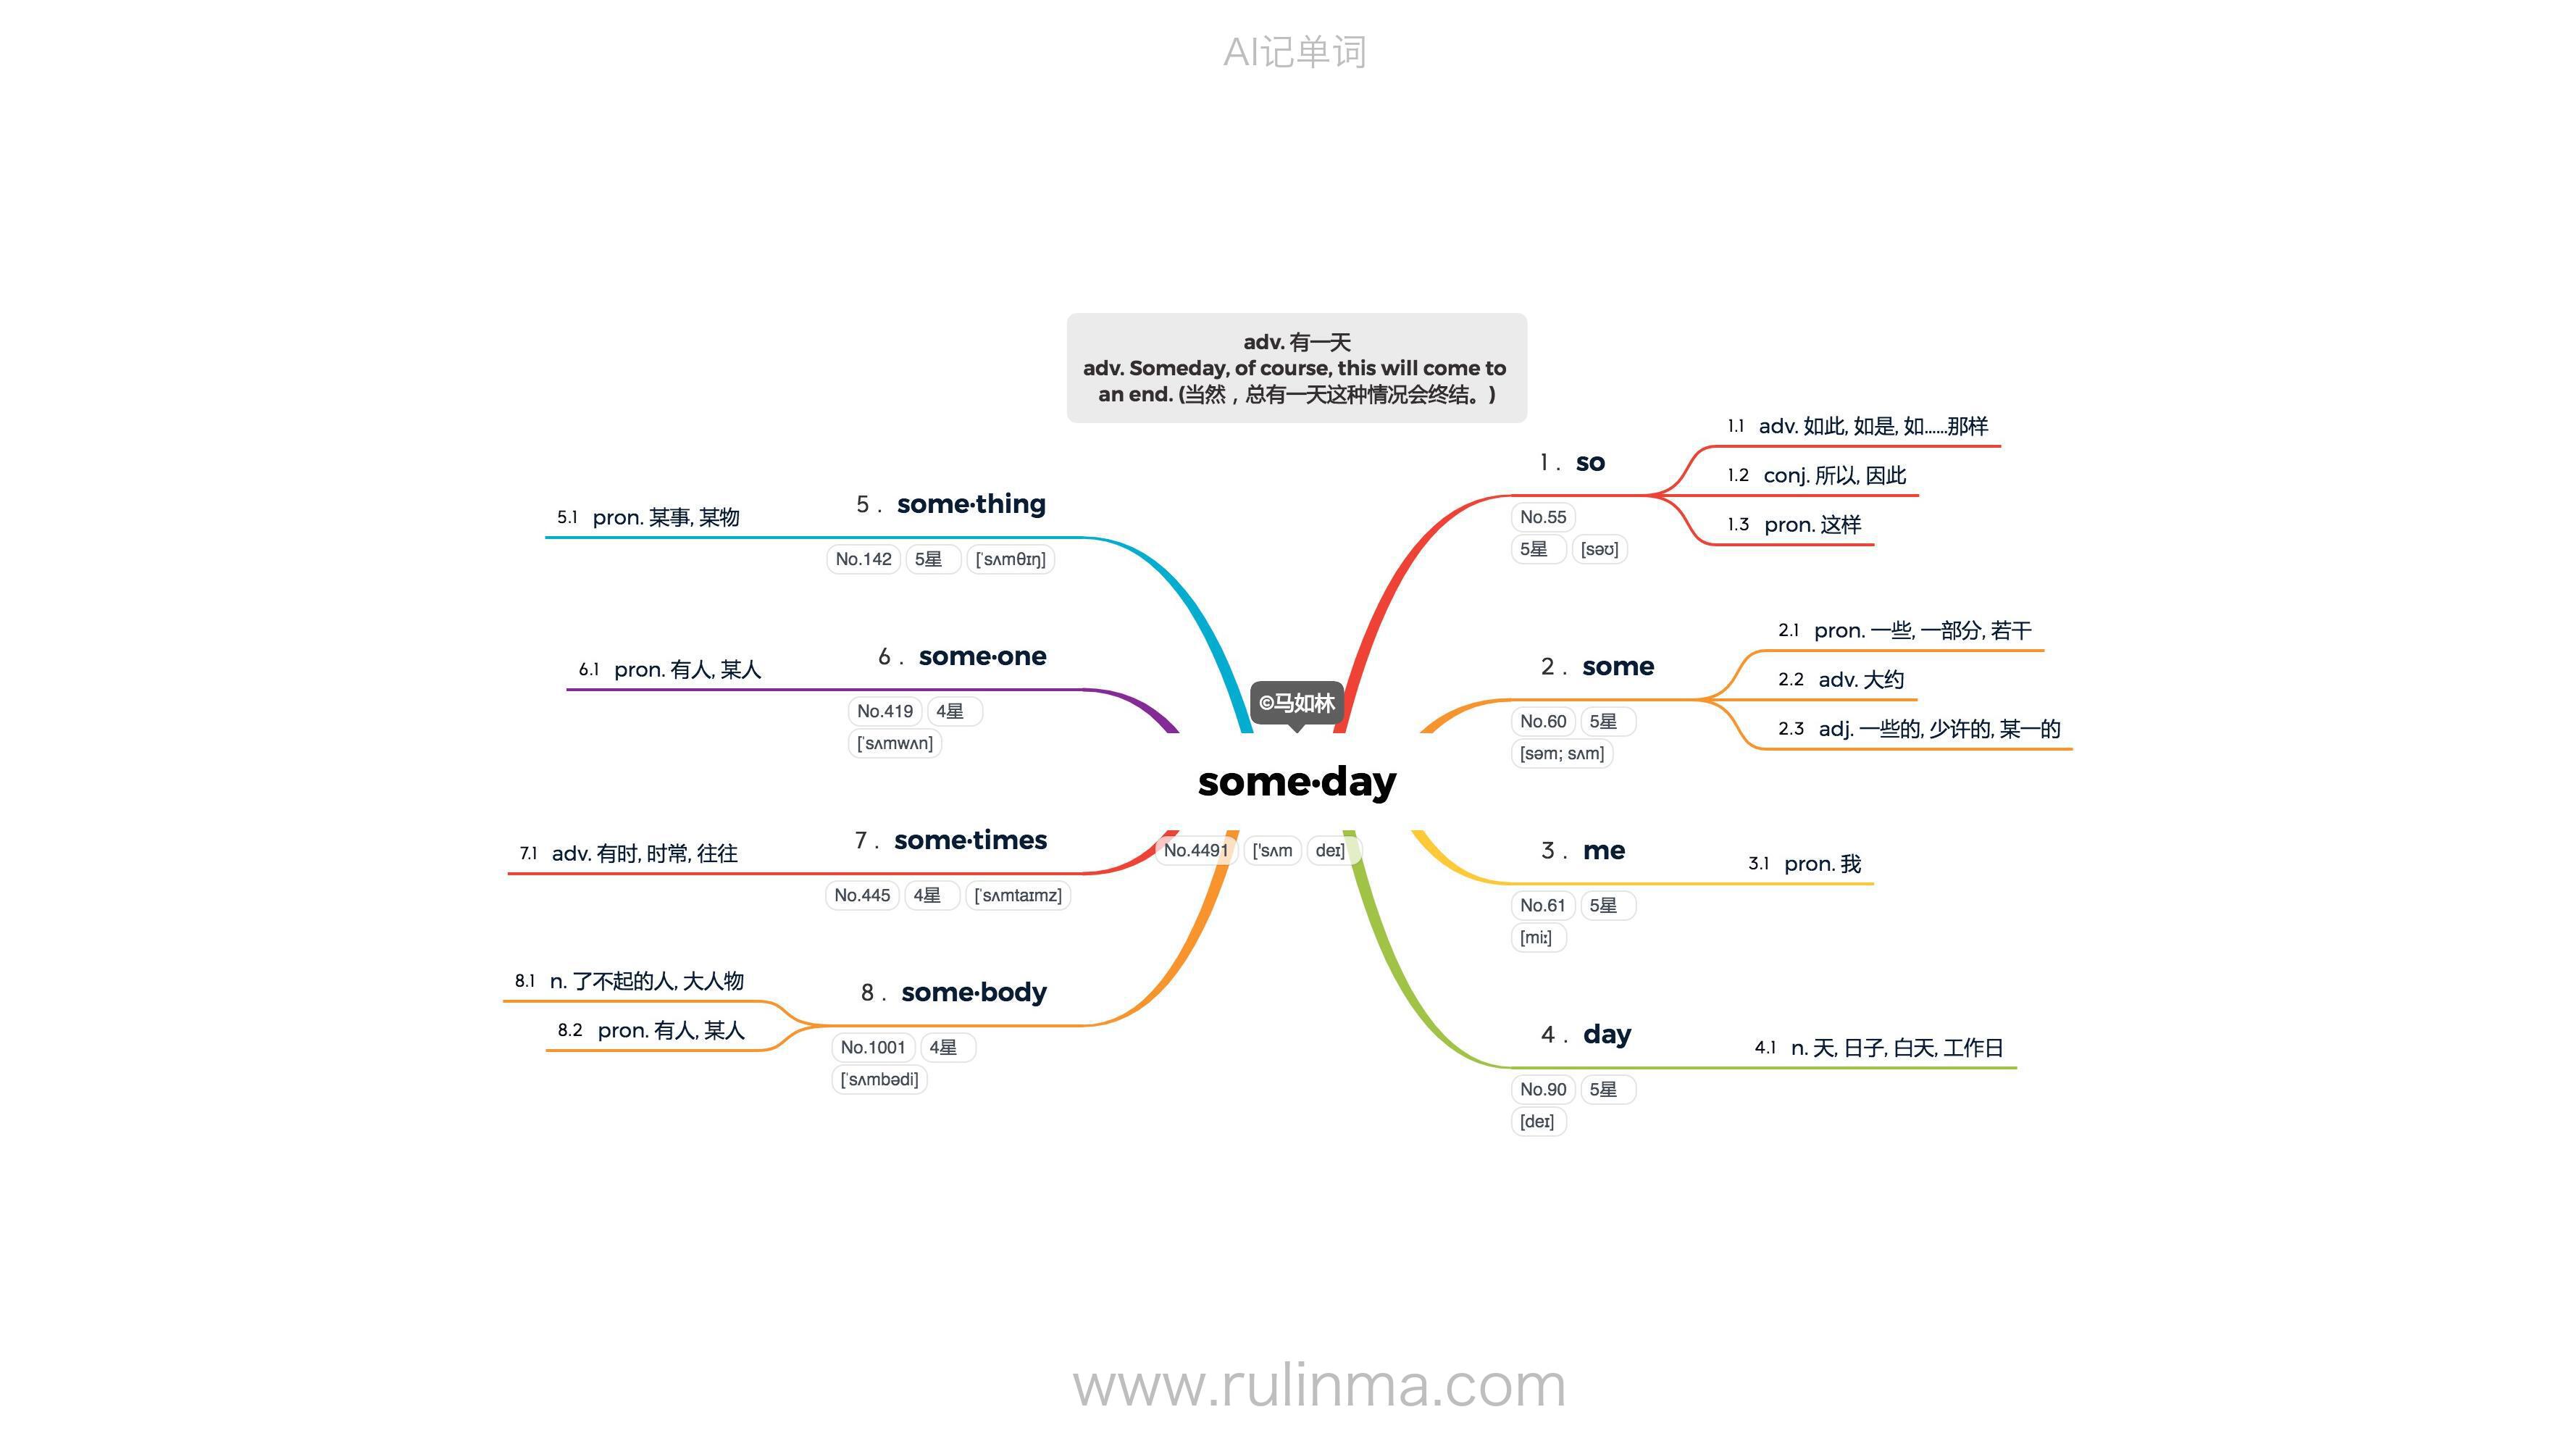 AI记单词
adv. 有一天
adv. Someday, of course, this will come to
an end. (当然，总有一天这种情况会终结。)
©马如林
some·day
No.4491 ['sʌm deɪ]
1. so
No.55
5星 [səʊ]
1.1 adv. 如此, 如是, 如......那样
1.2 conj. 所以, 因此
1.3 pron. 这样
2. some
No.60 5星
[səm; sʌm]
2.1 pron. 一些, 一部分, 若干
2.2 adv. 大约
2.3 adj. 一些的, 少许的, 某一的
3. me
No.61 5星
[miː]
3.1 pron. 我
4. day
No.90 5星
[deɪ]
4.1 n. 天, 日子, 白天, 工作日
5. some·thing
No.142 5星 [ˈsʌmθɪŋ]
5.1 pron. 某事, 某物
6. some·one
No.419 4星
[ˈsʌmwʌn]
6.1 pron. 有人, 某人
7. some·times
No.445 4星 [ˈsʌmtaɪmz]
7.1 adv. 有时, 时常, 往往
8. some·body
No.1001 4星
[ˈsʌmbədi]
8.1 n. 了不起的人, 大人物
8.2 pron. 有人, 某人
www.rulinma.com